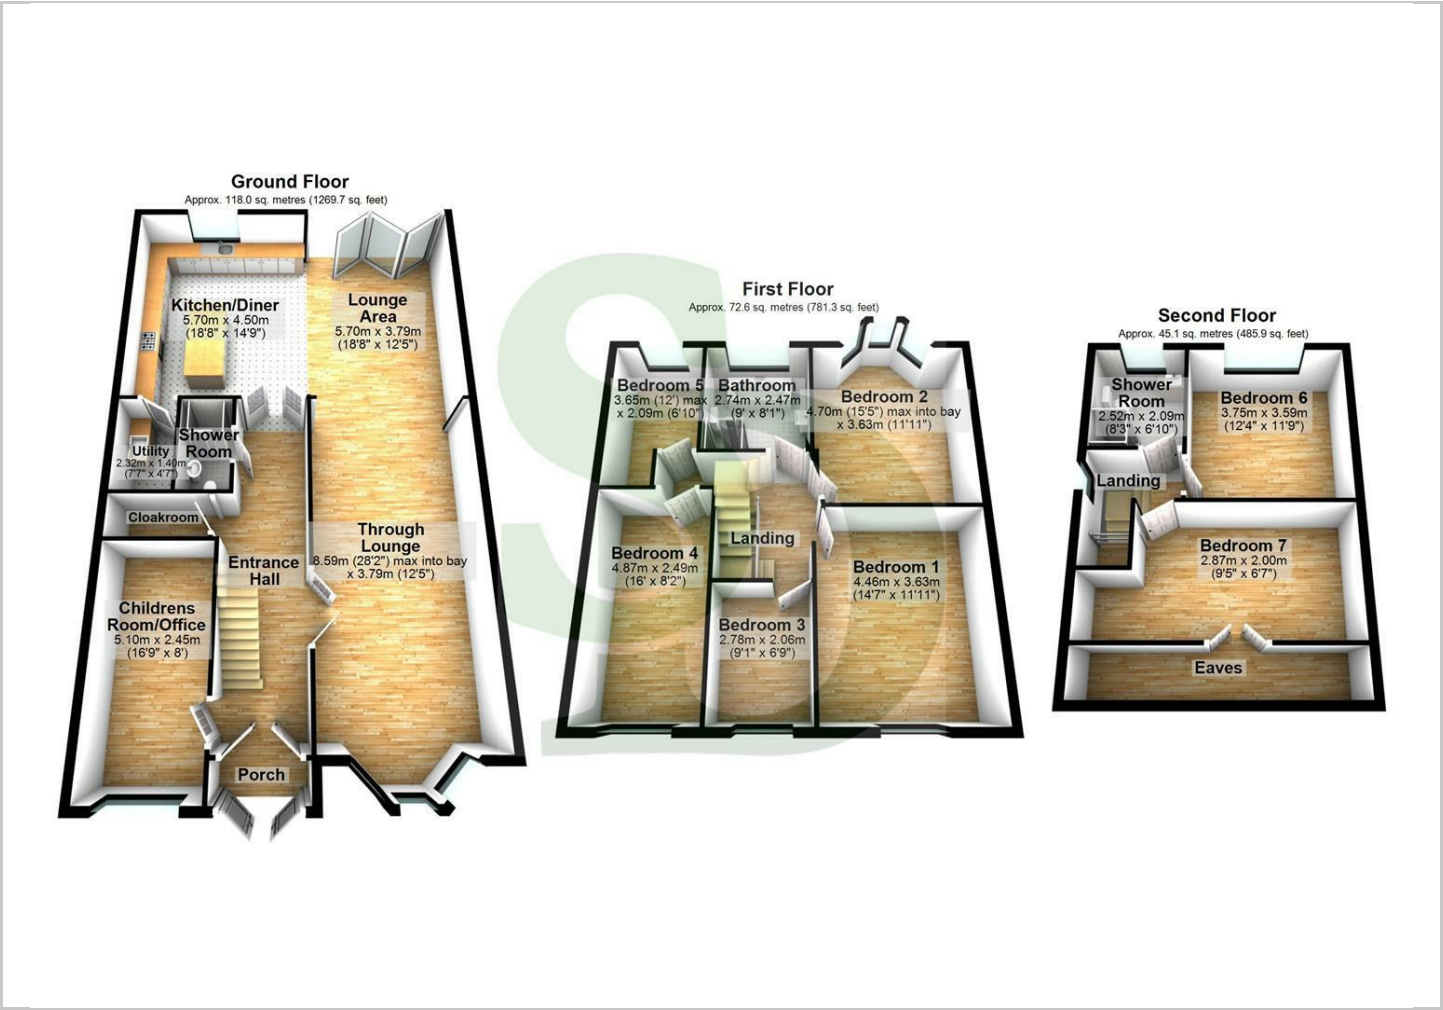 Ground Floor
Approx. 118.0 sq. metres (1269.7 sq. feet)
Kitchen/Diner
5.70m x 4.50m
(18'8" x 14'9")
Lounge
Area
5.70m x 3.79m
(18'8" x 12'5")
Shower
Room
Utility
2.32m x 1.40m
(7'7" x 4'7")
Cloakroom
Through
Lounge
8.59m (28'2") max into bay
x 3.79m (12'5")
Entrance
Hall
Childrens
Room/Office
5.10m x 2.45m
(16'9" x 8')
Porch
First Floor
Approx. 72.6 sq. metres (781.3 sq. feet)
Bedroom 5
3.65m (12') max
x 2.09m (6'10")
Bathroom
2.74m x 2.47m
(9' x 8'1")
Bedroom 2
4.70m (15'5") max into bay
x 3.63m (11'11")
Landing
Bedroom 4
4.87m x 2.49m
(16' x 8'2")
Bedroom 1
4.46m x 3.63m
(14'7" x 11'11")
Bedroom 3
2.78m x 2.06m
(9'1" x 6'9")
Second Floor
Approx. 45.1 sq. metres (485.9 sq. feet)
Shower
Room
2.52m x 2.09m
(8'3" x 6'10")
Bedroom 6
3.75m x 3.59m
(12'4" x 11'9")
Landing
Bedroom 7
2.87m x 2.00m
(9'5" x 6'7")
Eaves